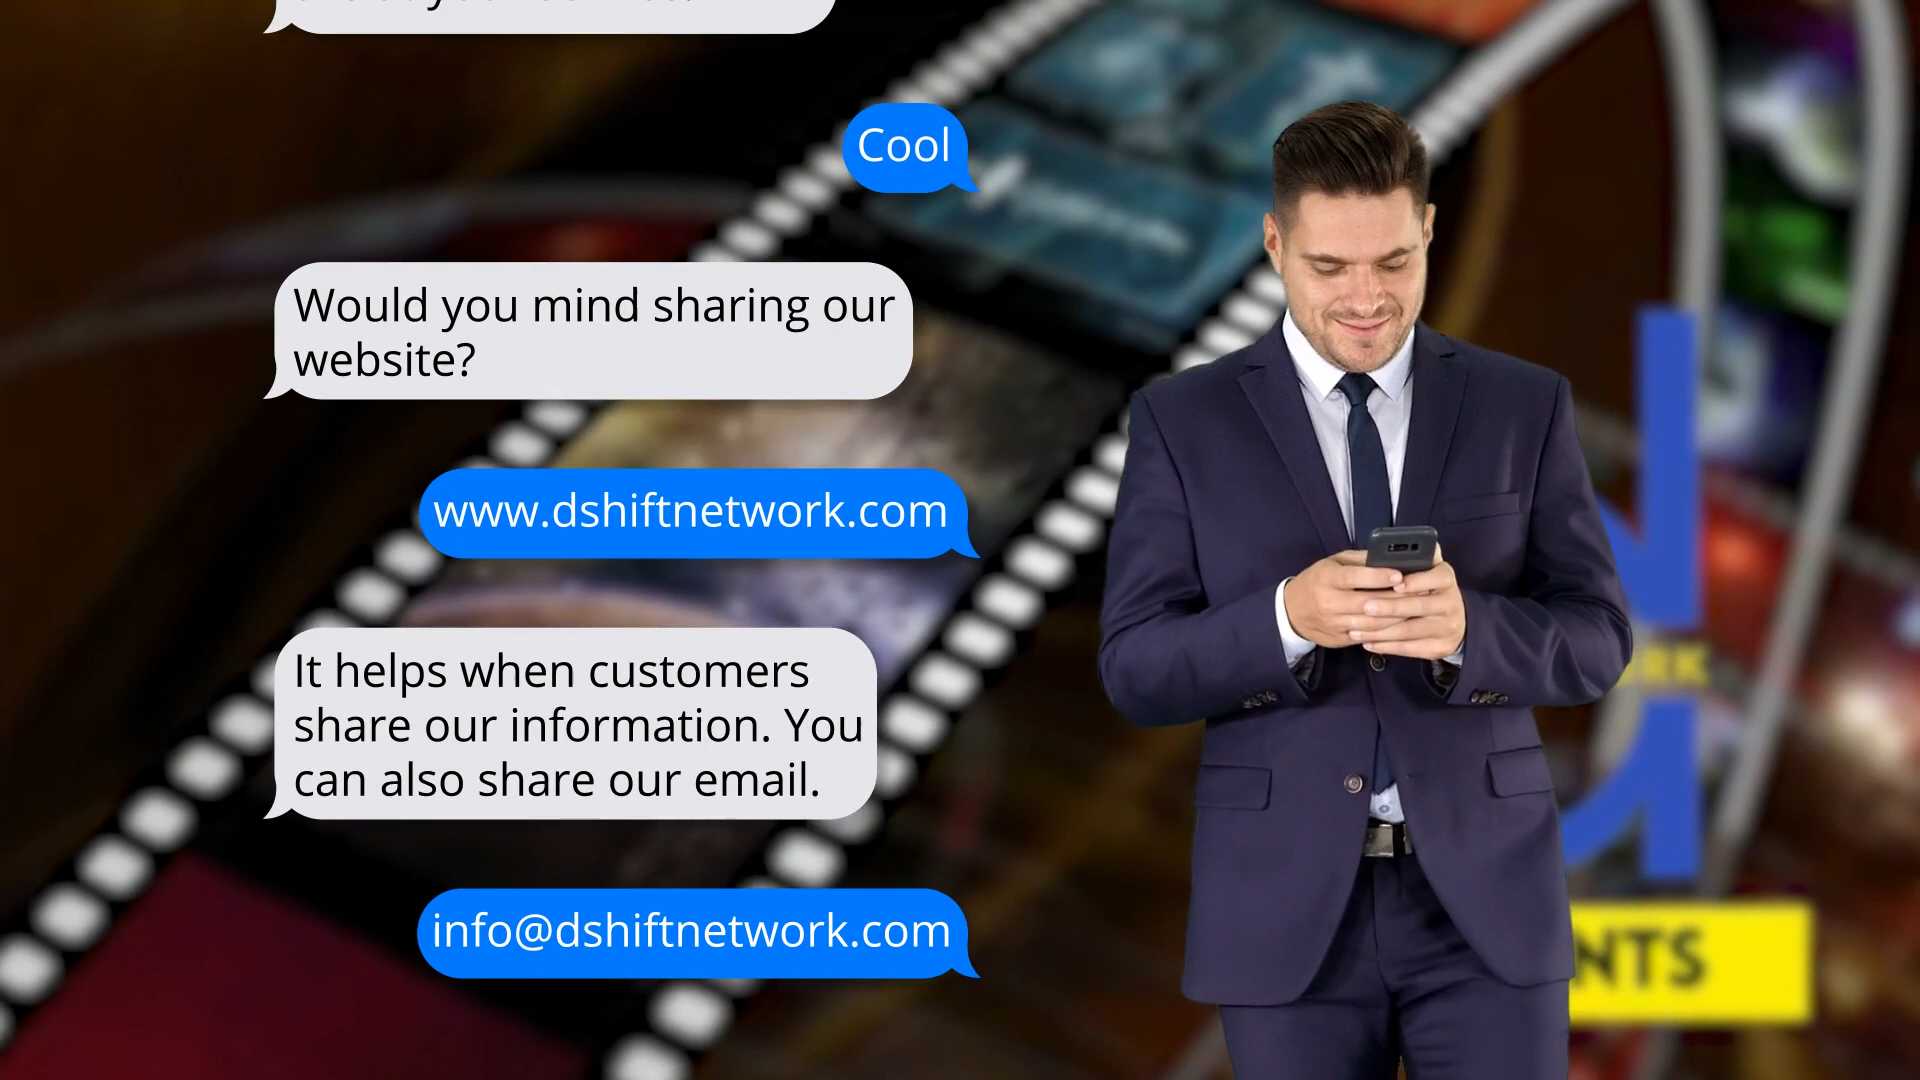 Cool
Would you mind sharing our
website?
www.dshiftnetwork.com
It helps when customers
share our information. You
can also share our email.
info@dshiftnetwork.com
RK
NTS